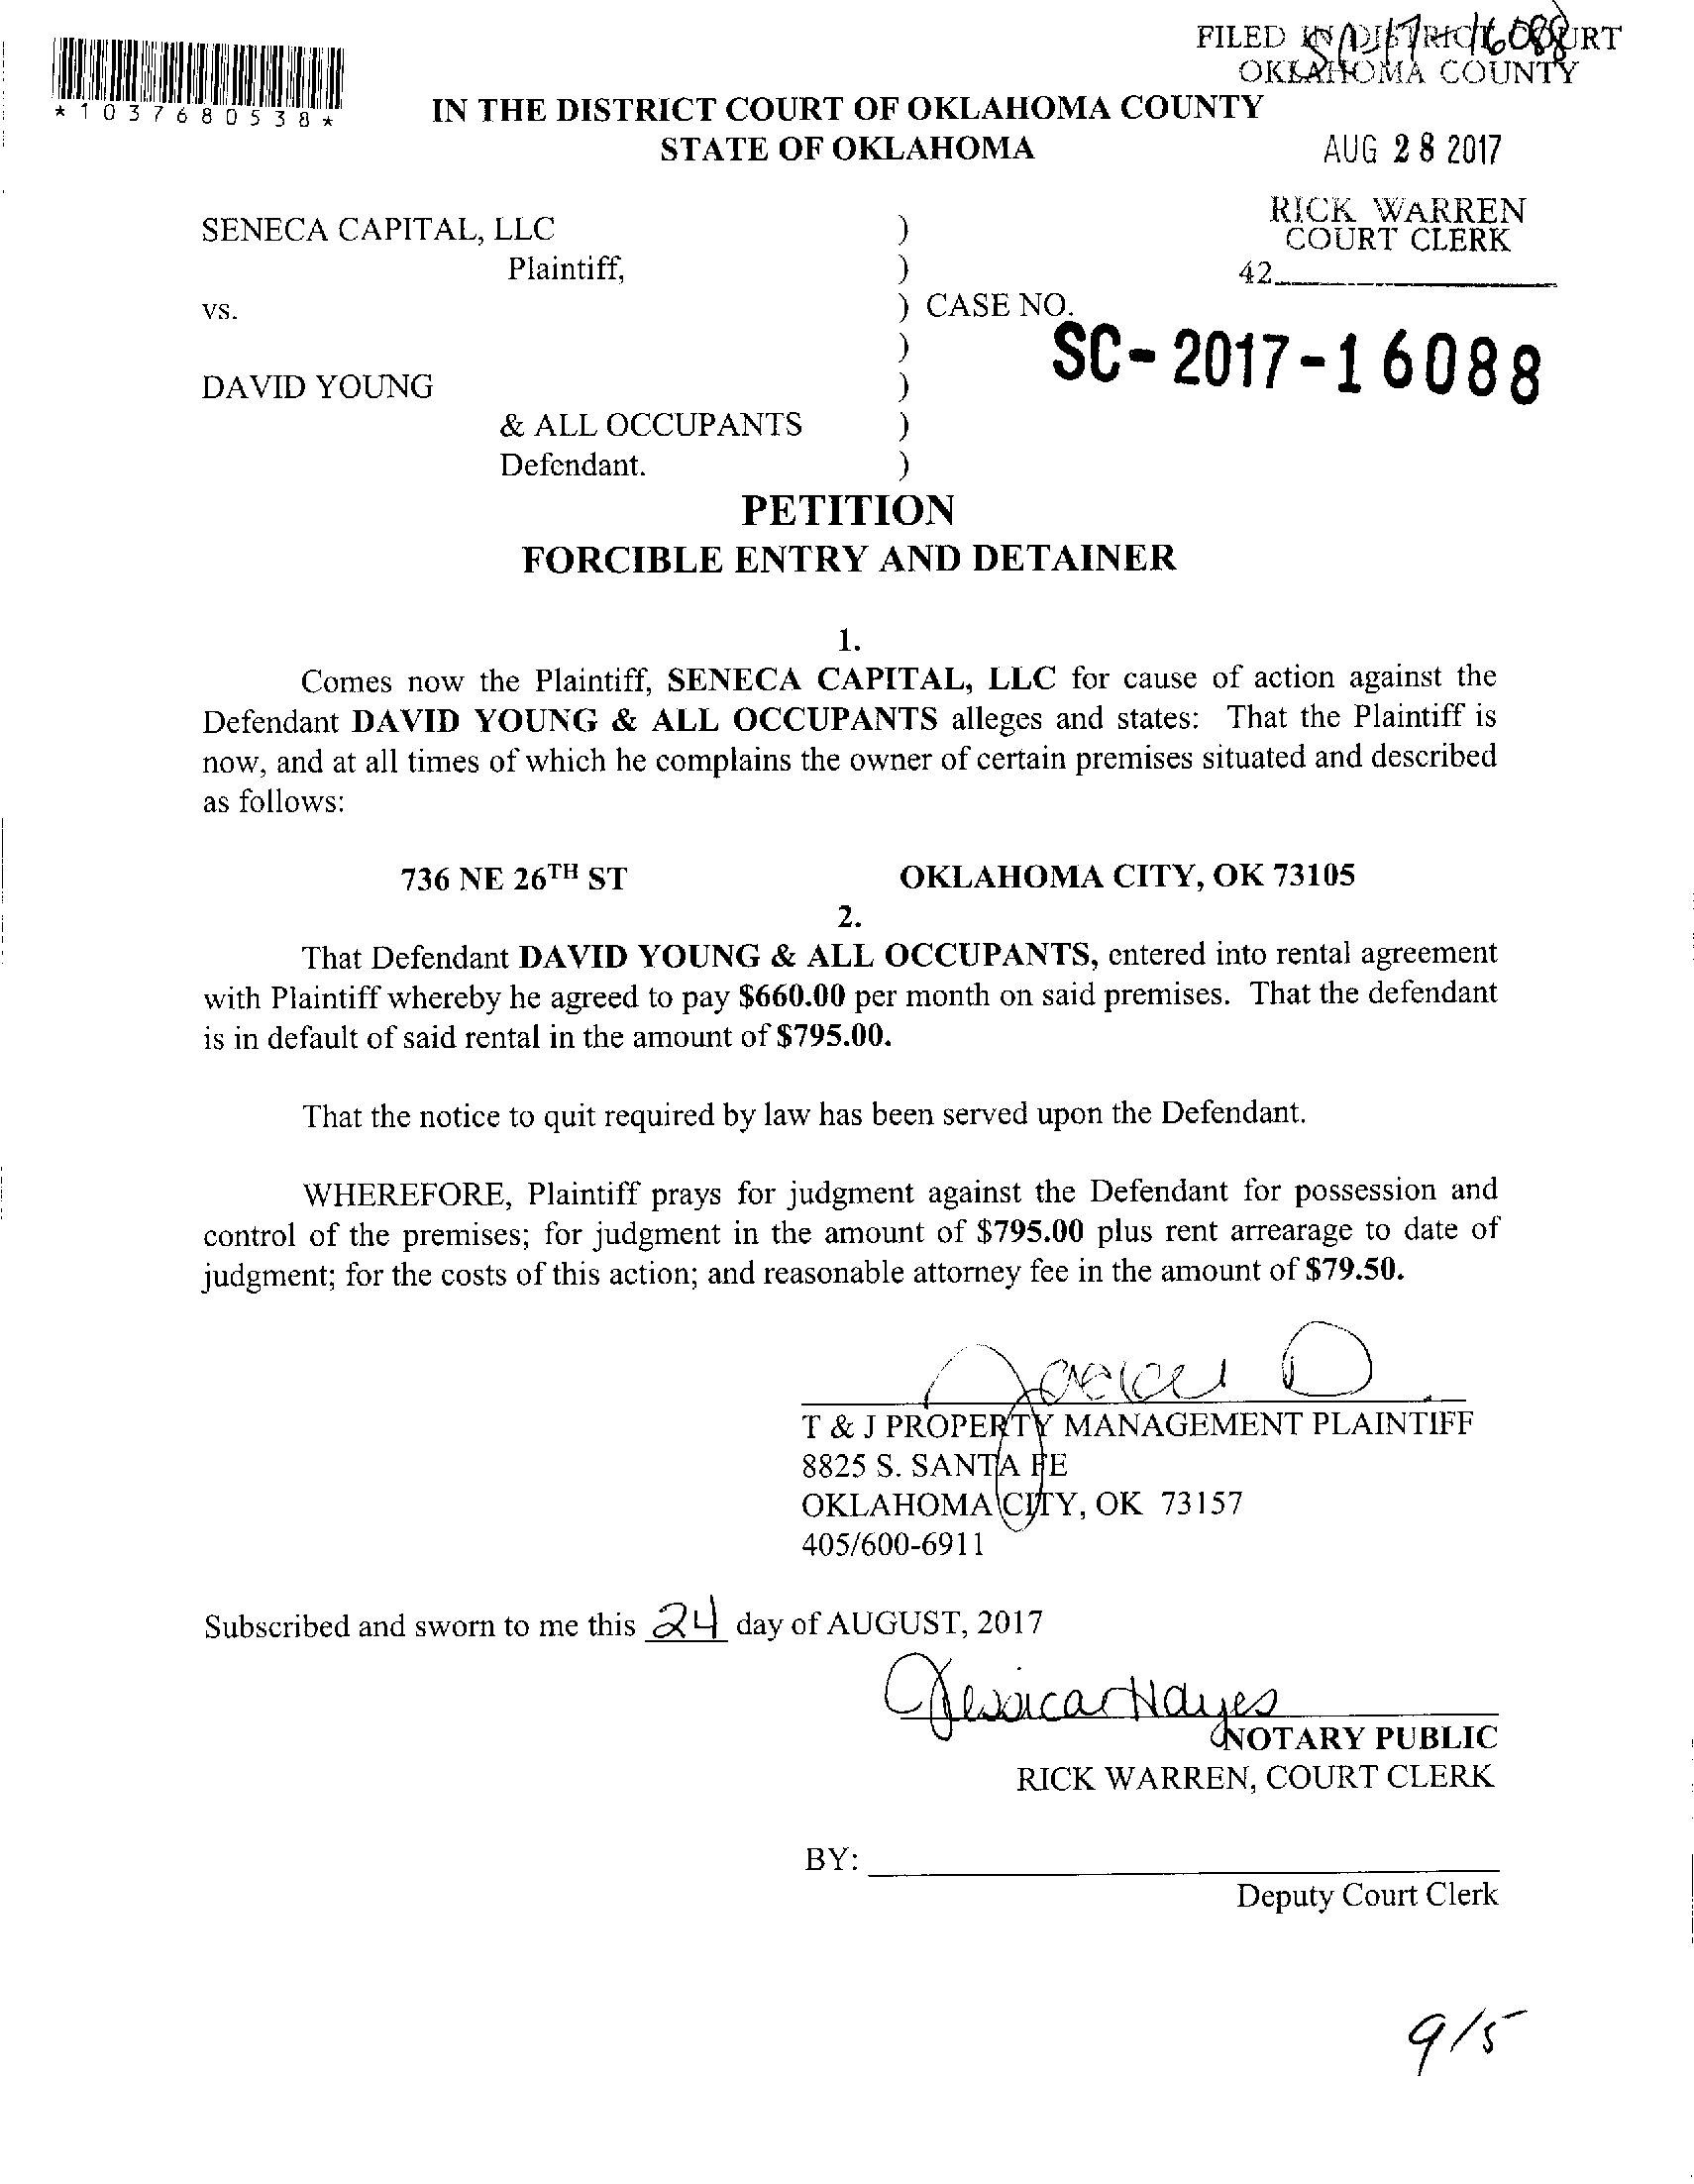 FILED IN DISTRICT COURT
OKLAHOMA COUNTY
*1037680538*
IN THE DISTRICT COURT OF OKLAHOMA COUNTY
STATE OF OKLAHOMA
AUG 28 2017
RICK WARREN
COURT CLERK
42
SENECA CAPITAL, LLC )
Plaintiff, )
vs. ) CASE NO.
)
SC-2017-16088
DAVID YOUNG )
& ALL OCCUPANTS )
Defendant. )
PETITION
FORCIBLE ENTRY AND DETAINER
1.
Comes now the Plaintiff, SENECA CAPITAL, LLC for cause of action against the
Defendant DAVID YOUNG & ALL OCCUPANTS alleges and states: That the Plaintiff is
now, and at all times of which he complains the owner of certain premises situated and described
as follows:
736 NE 26TH ST OKLAHOMA CITY, OK 73105
2.
That Defendant DAVID YOUNG & ALL OCCUPANTS, entered into rental agreement
with Plaintiff whereby he agreed to pay $660.00 per month on said premises. That the defendant
is in default of said rental in the amount of $795.00.
That the notice to quit required by law has been served upon the Defendant.
WHEREFORE, Plaintiff prays for judgment against the Defendant for possession and
control of the premises; for judgment in the amount of $795.00 plus rent arrearage to date of
judgment; for the costs of this action; and reasonable attorney fee in the amount of $79.50.
T & J PROPERTY MANAGEMENT PLAINTIFF
8825 S. SANTA FE
OKLAHOMA CITY, OK 73157
405/600-6911
Subscribed and sworn to me this 24 day of AUGUST, 2017
Jessica Hayes
NOTARY PUBLIC
RICK WARREN, COURT CLERK
BY:
Deputy Court Clerk
9/5